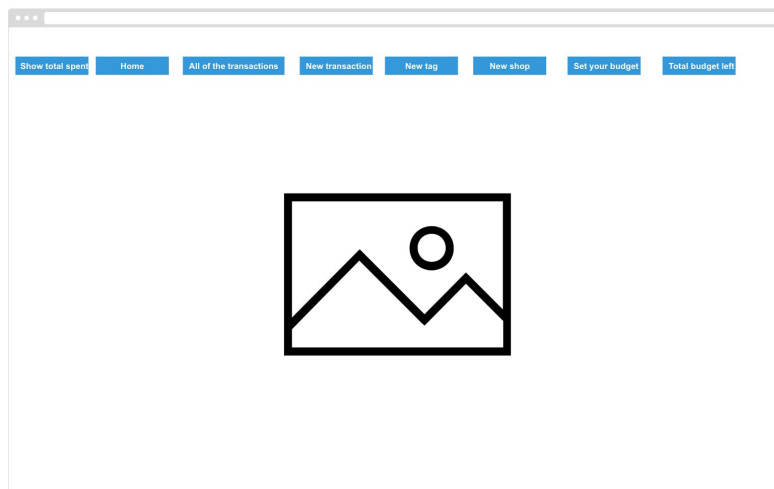 Show total spent
Home
All of the transactions
New transaction
New tag
New shop
Set your budget
Total budget left